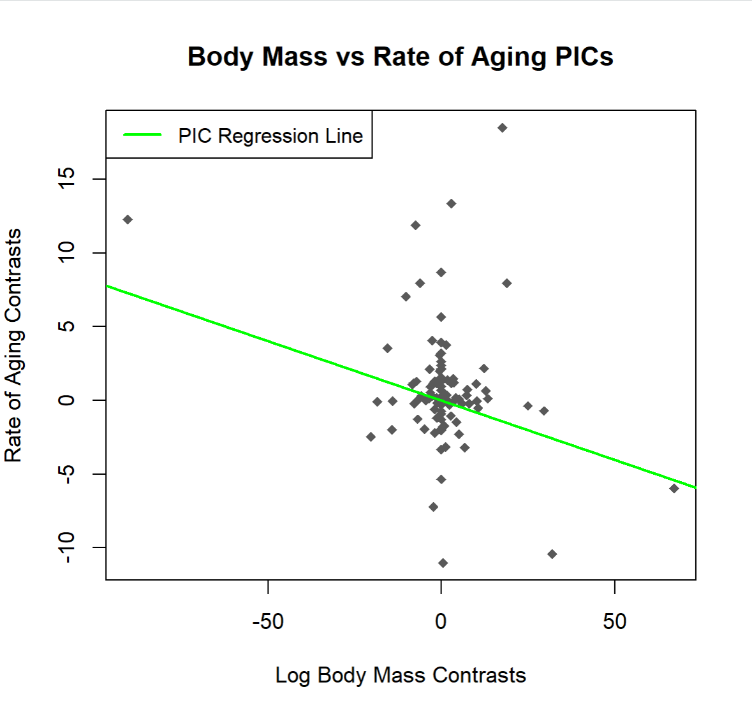 Body Mass vs Rate of Aging PICs
PIC Regression Line
15
10
5
0
-5
-10
Rate of Aging Contrasts
-50
0
50
Log Body Mass Contrasts